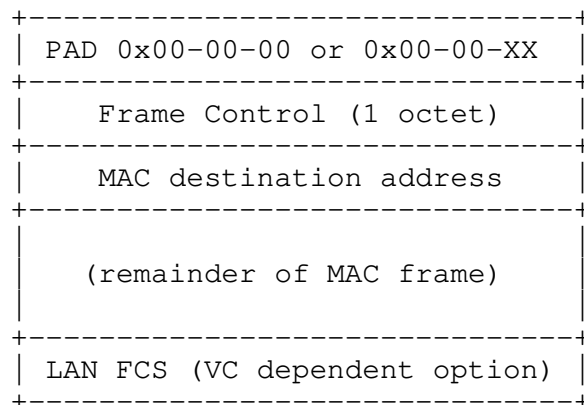 PAD 0x00-00-00 or 0x00-00-XX
Frame Control (1 octet)
MAC destination address
(remainder of MAC frame)
LAN FCS (VC dependent option)